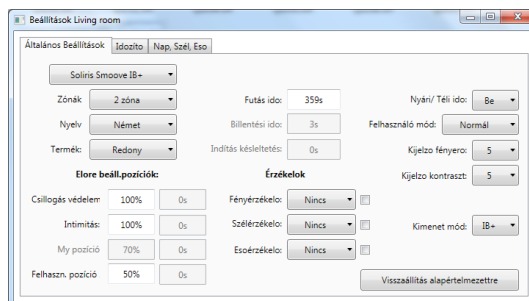 Beállítások Living room
Általános Beállítások Idozíto Nap, Szél, Eso
Soliris Smoove IB+
Zónák 2 zóna Futás ido: 359s Nyári/ Téli ido: Be
Nyelv Német Billentési ido: 3s Felhasználó mód: Normál
Termék: Redony Indítás késleltetés: 0s Kijelzo fényero: 5
Elore beáll.pozíciók: Érzékelok Kijelzo kontraszt: 5
Csillogás védelem 100% 0s Fényérzékelo: Nincs
Intimitás: 100% 0s Szélérzékelo: Nincs Kimenet mód: IB+
My pozíció 70% 0s Esoérzékelo: Nincs
Felhaszn. pozíció 50% 0s Visszaállítás alapértelmezettre